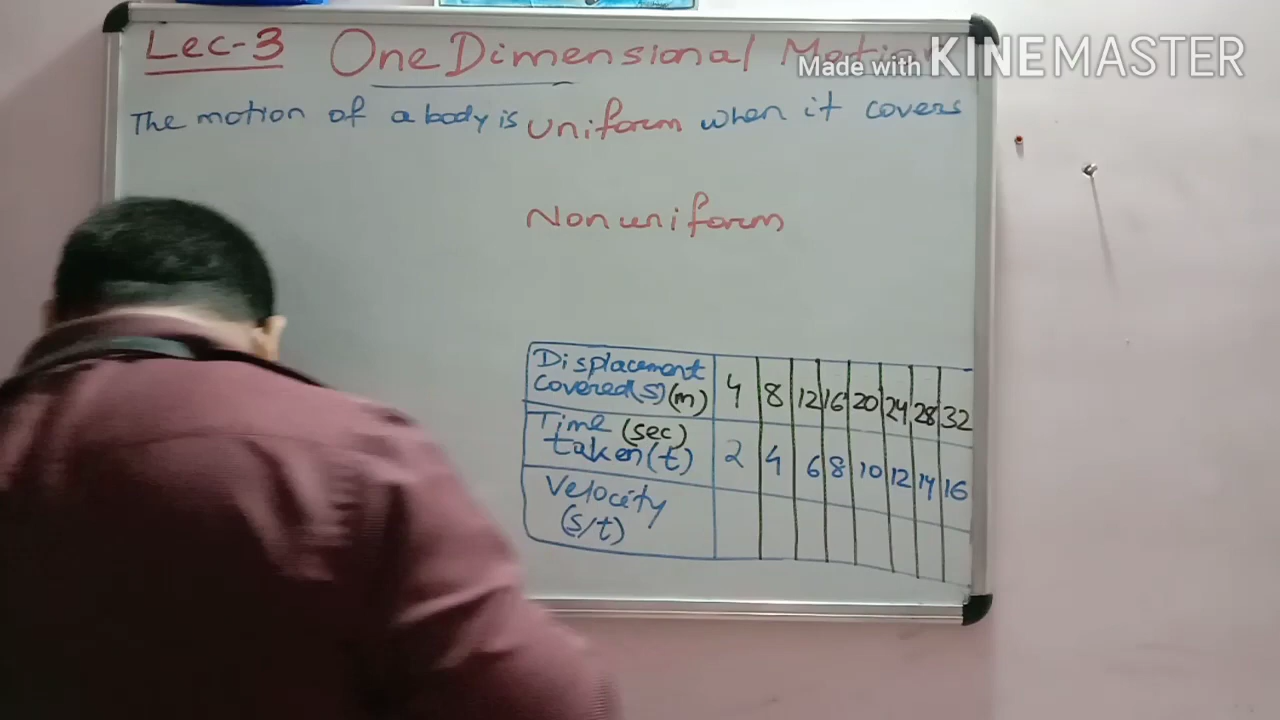 Lec-3 One Dimensional Motion
Made with KINEMASTER
The motion of a body is uniform when it covers
Non uniform
Displacement covered(s) (m) 4 8 12 16 20 24 28 32
Time (sec) taken (t) 2 4 6 8 10 12 14 16
Velocity (s/t)